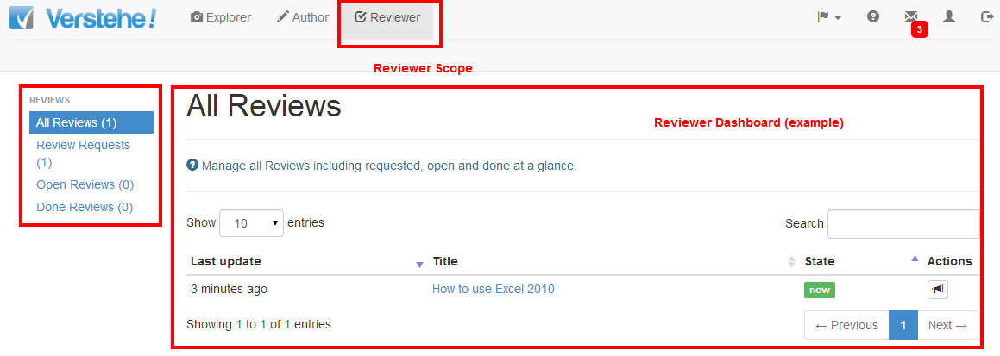 Verstehe!
Explorer
Author
Reviewer
3
Reviewer Scope
REVIEWS
All Reviews (1)
Review Requests
(1)
Open Reviews (0)
Done Reviews (0)
All Reviews
Reviewer Dashboard (example)
Manage all Reviews including requested, open and done at a glance.
Show 10 entries
Search
Last update Title State Actions
3 minutes ago How to use Excel 2010 new
Showing 1 to 1 of 1 entries
← Previous 1 Next →